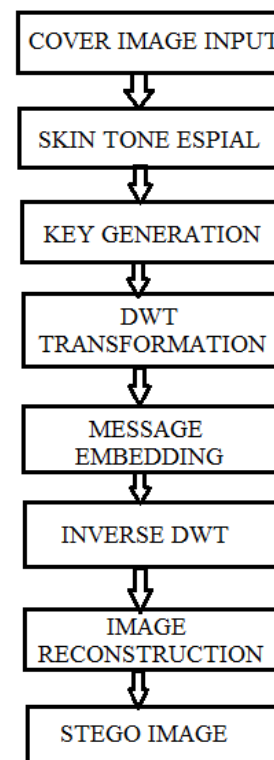 COVER IMAGE INPUT
SKIN TONE ESPIAL
KEY GENERATION
DWT
TRANSFORMATION
MESSAGE
EMBEDDING
INVERSE DWT
IMAGE
RECONSTRUCTION
STEGO IMAGE